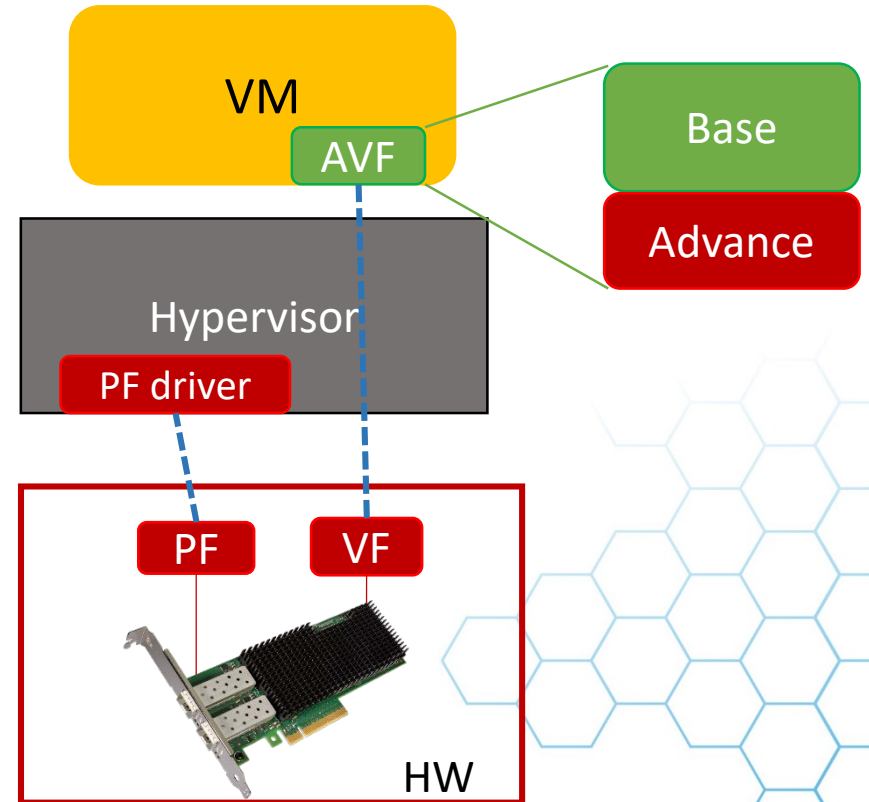 VM
AVF
Base
Advance
Hypervisor
PF driver
PF
VF
HW